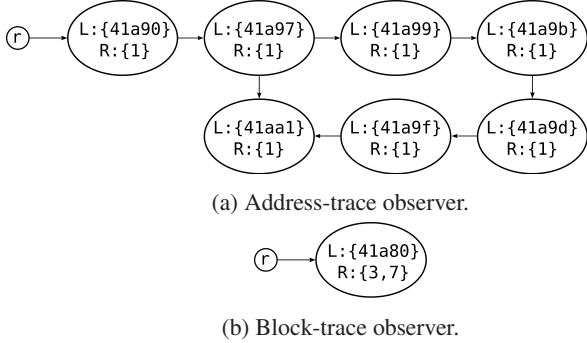 r
L:{41a90}
R:{1}
L:{41a97}
R:{1}
L:{41a99}
R:{1}
L:{41a9b}
R:{1}
L:{41aa1}
R:{1}
L:{41a9f}
R:{1}
L:{41a9d}
R:{1}
(a) Address-trace observer.
r
L:{41a80}
R:{3,7}
(b) Block-trace observer.